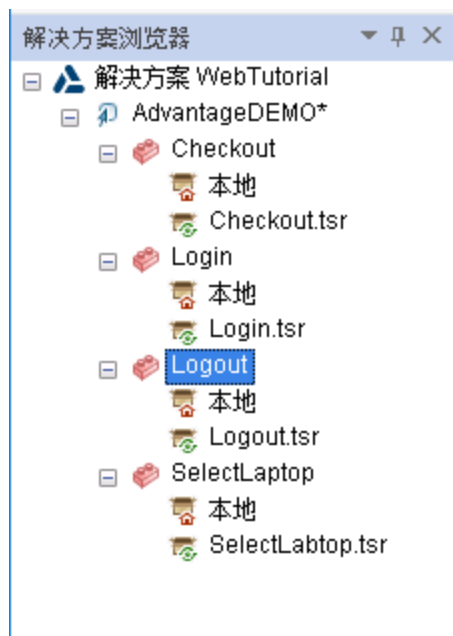 解决方案浏览器
解决方案 WebTutorial
AdvantageDEMO*
Checkout
本地
Checkout.tsr
Login
本地
Login.tsr
Logout
本地
Logout.tsr
SelectLaptop
本地
SelectLabtop.tsr